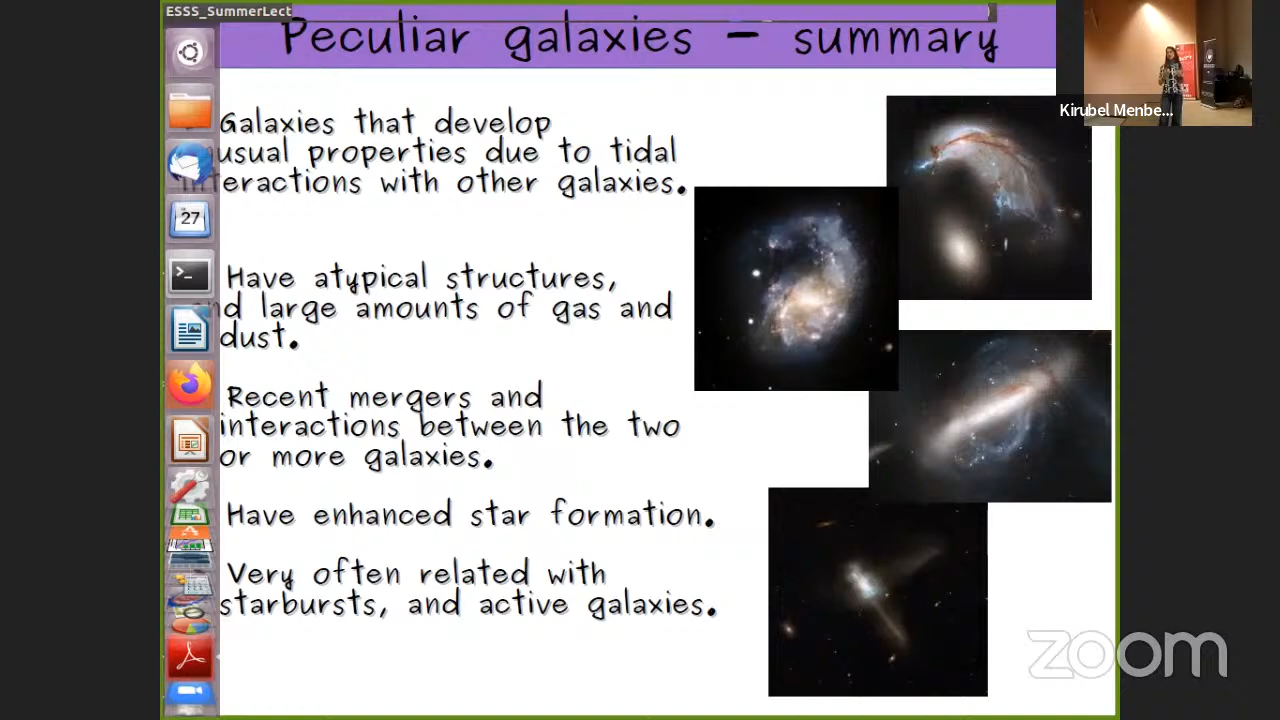 ESSS_SummerLect
Peculiar galaxies – summary
Kirubel Menbe...
Galaxies that develop
usual properties due to tidal
interactions with other galaxies.
27
Have atypical structures,
and large amounts of gas and
dust.
Recent mergers and
interactions between the two
or more galaxies.
Have enhanced star formation.
Very often related with
starbursts, and active galaxies.
zoom